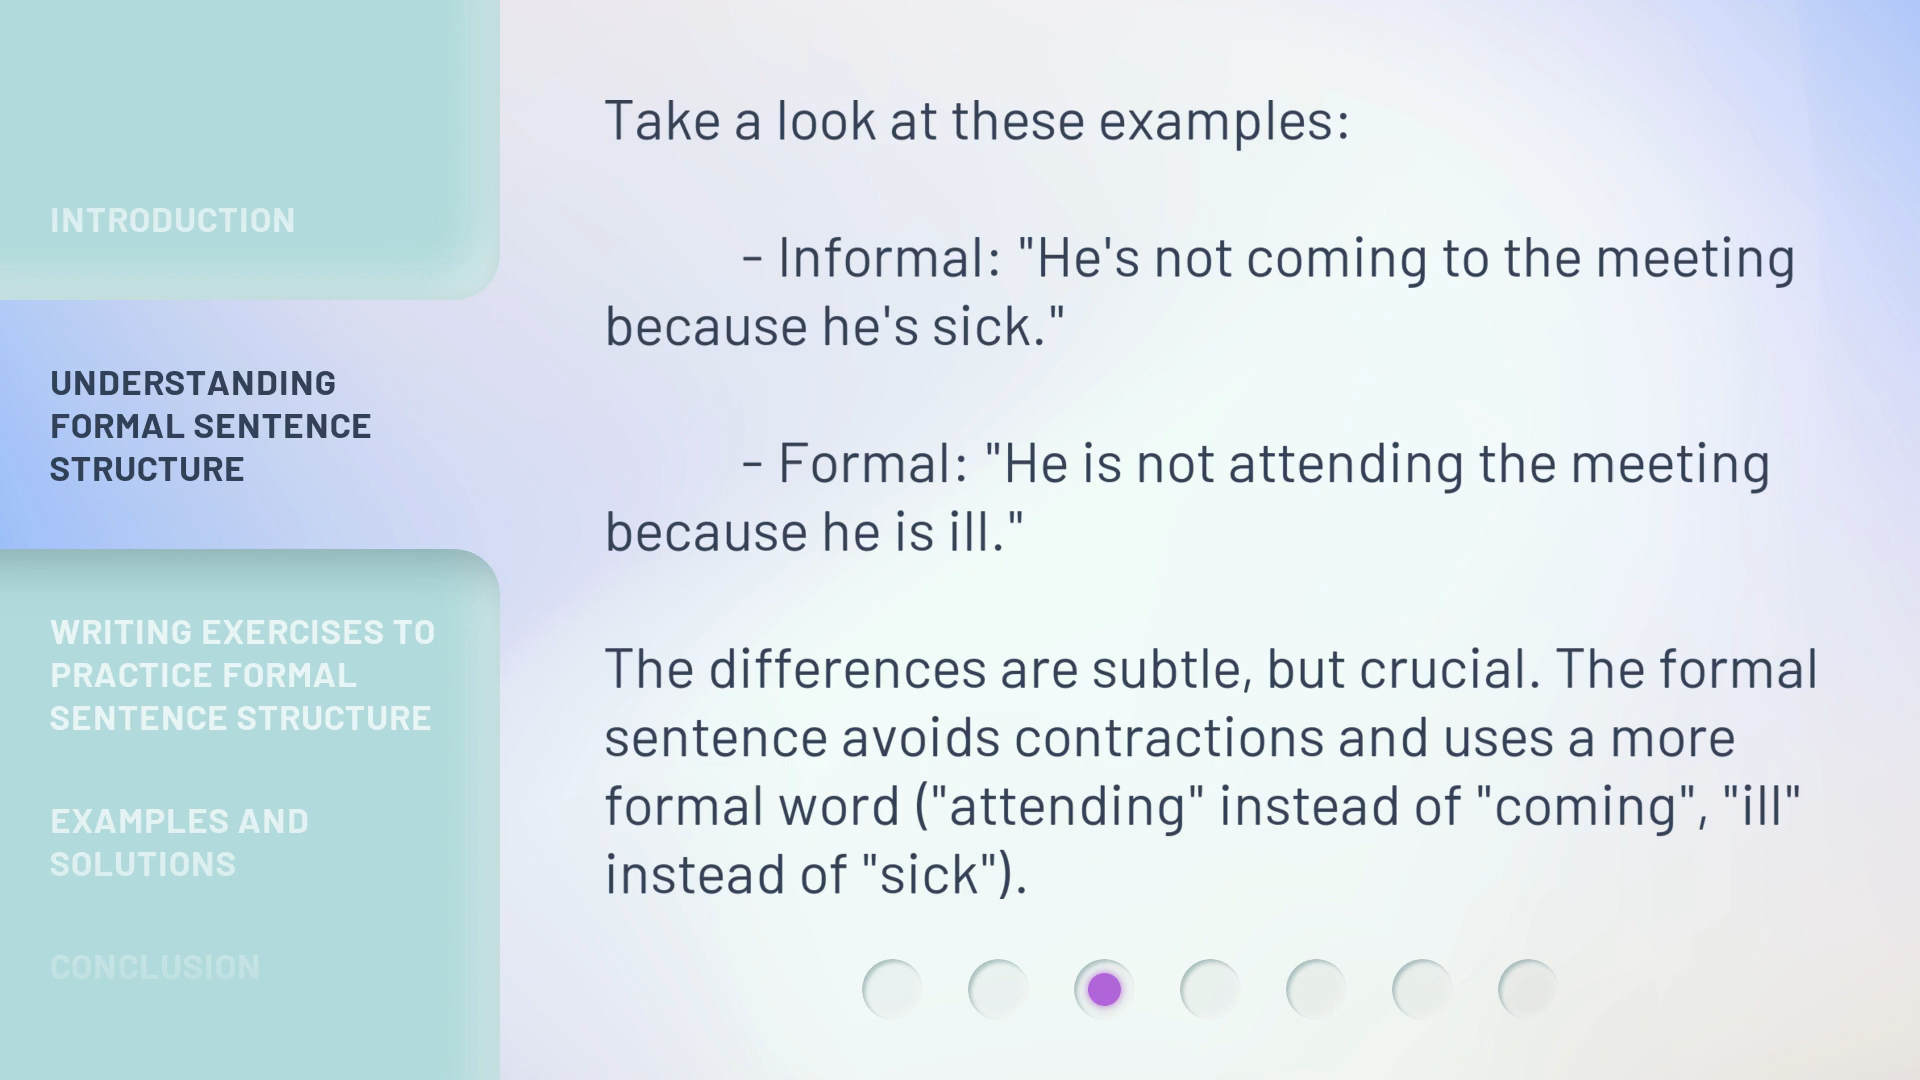 INTRODUCTION
UNDERSTANDING
FORMAL SENTENCE
STRUCTURE
WRITING EXERCISES TO
PRACTICE FORMAL
SENTENCE STRUCTURE
EXAMPLES AND
SOLUTIONS
CONCLUSION
Take a look at these examples:
- Informal: "He's not coming to the meeting
because he's sick."
- Formal: "He is not attending the meeting
because he is ill."
The differences are subtle, but crucial. The formal
sentence avoids contractions and uses a more
formal word ("attending" instead of "coming", "ill"
instead of "sick").